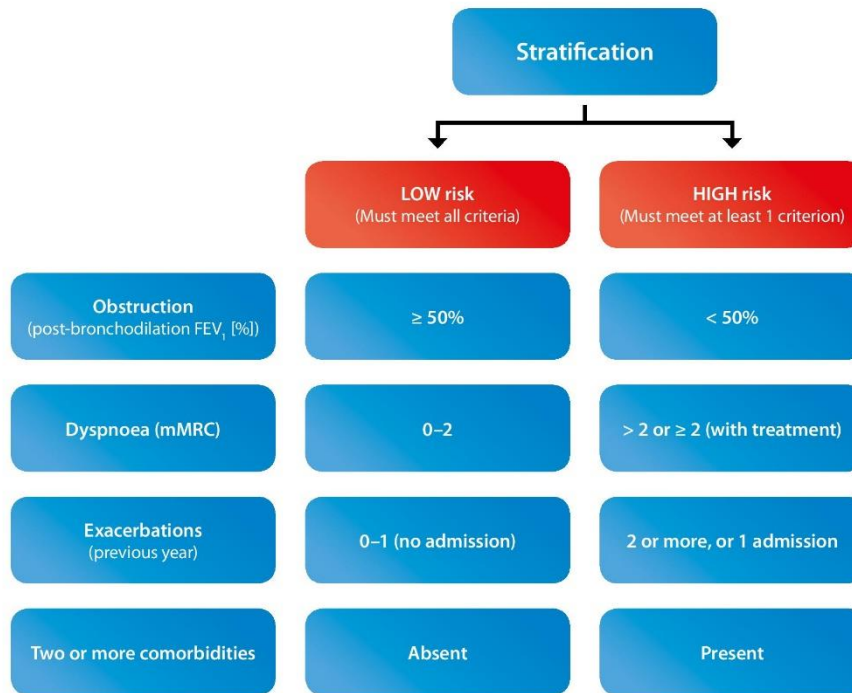 Stratification
LOW risk
(Must meet all criteria)
HIGH risk
(Must meet at least 1 criterion)
Obstruction
(post-bronchodilation FEV₁ [%])
≥ 50%
< 50%
Dyspnoea (mMRC)
0–2
> 2 or ≥ 2 (with treatment)
Exacerbations
(previous year)
0–1 (no admission)
2 or more, or 1 admission
Two or more comorbidities
Absent
Present